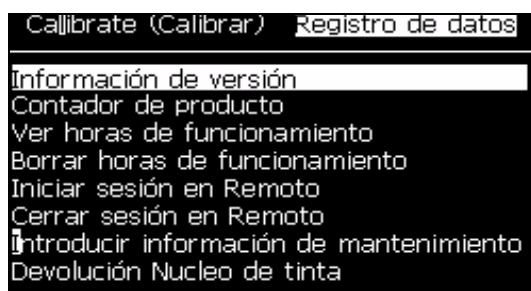 Callibrate (Calibrar) Registro de datos
Información de versión
Contador de producto
Ver horas de funcionamiento
Borrar horas de funcionamiento
Iniciar sesión en Remoto
Cerrar sesión en Remoto
Introducir información de mantenimiento
Devolución Nucleo de tinta